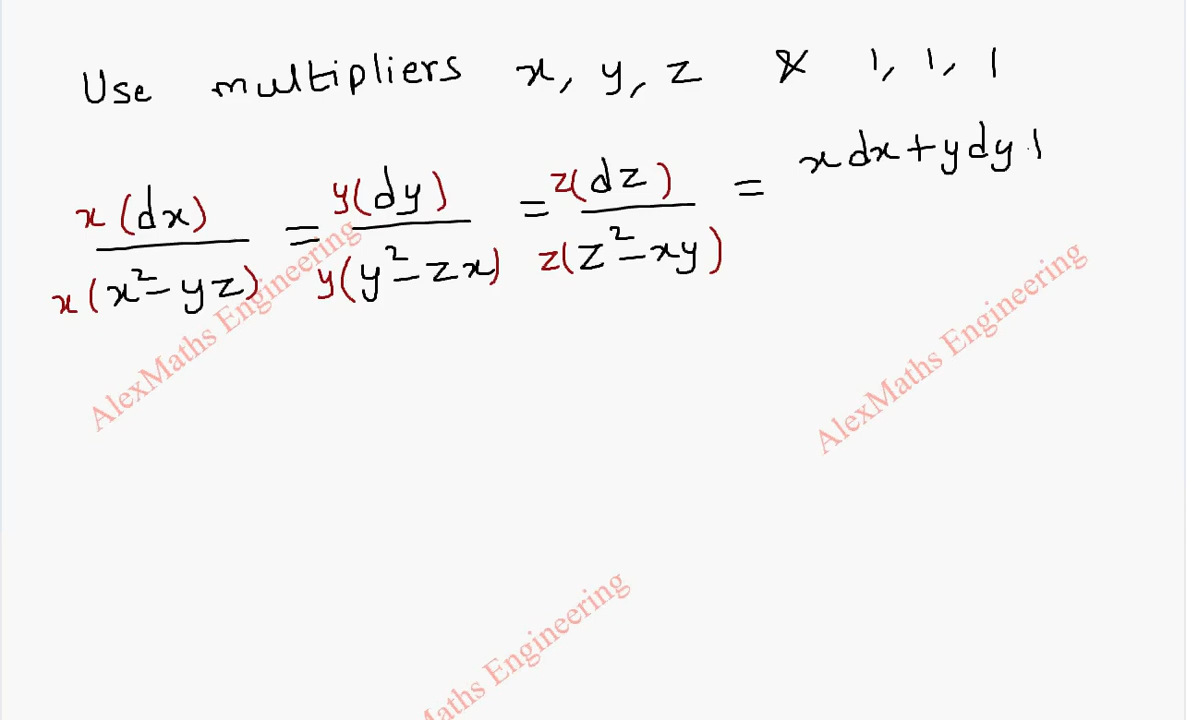 Use multipliers x, y, z & 1, 1, 1
x(dx)/x(x²-yz) = y(dy)/y(y²-zx) = z(dz)/z(z²-xy) = xdx+ydy
AlexMaths Engineering
AlexMaths Engineering
Maths Engineering